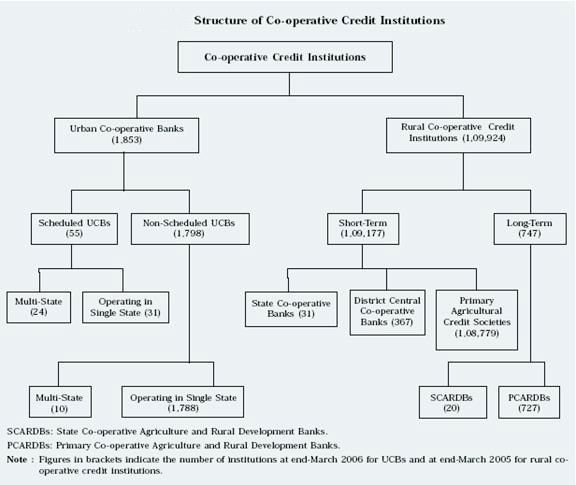 Structure of Co-operative Credit Institutions
Co-operative Credit Institutions
Urban Co-operative Banks
(1,853)
Rural Co-operative Credit
Institutions (1,09,924)
Scheduled UCBs
(55)
Non-Scheduled UCBs
(1,798)
Short-Term
(1,09,177)
Long-Term
(747)
Multi-State
(24)
Operating in
Single State (31)
State Co-operative
Banks (31)
District Central
Co-operative
Banks (367)
Primary
Agricultural
Credit Societies
(1,08,779)
Multi-State
(10)
Operating in Single State
(1,788)
SCARDBs
(20)
PCARDBs
(727)
SCARDBs: State Co-operative Agriculture and Rural Development Banks.
PCARDBs: Primary Co-operative Agriculture and Rural Development Banks.
Note : Figures in brackets indicate the number of institutions at end-March 2006 for UCBs and at end-March 2005 for rural co-
operative credit institutions.